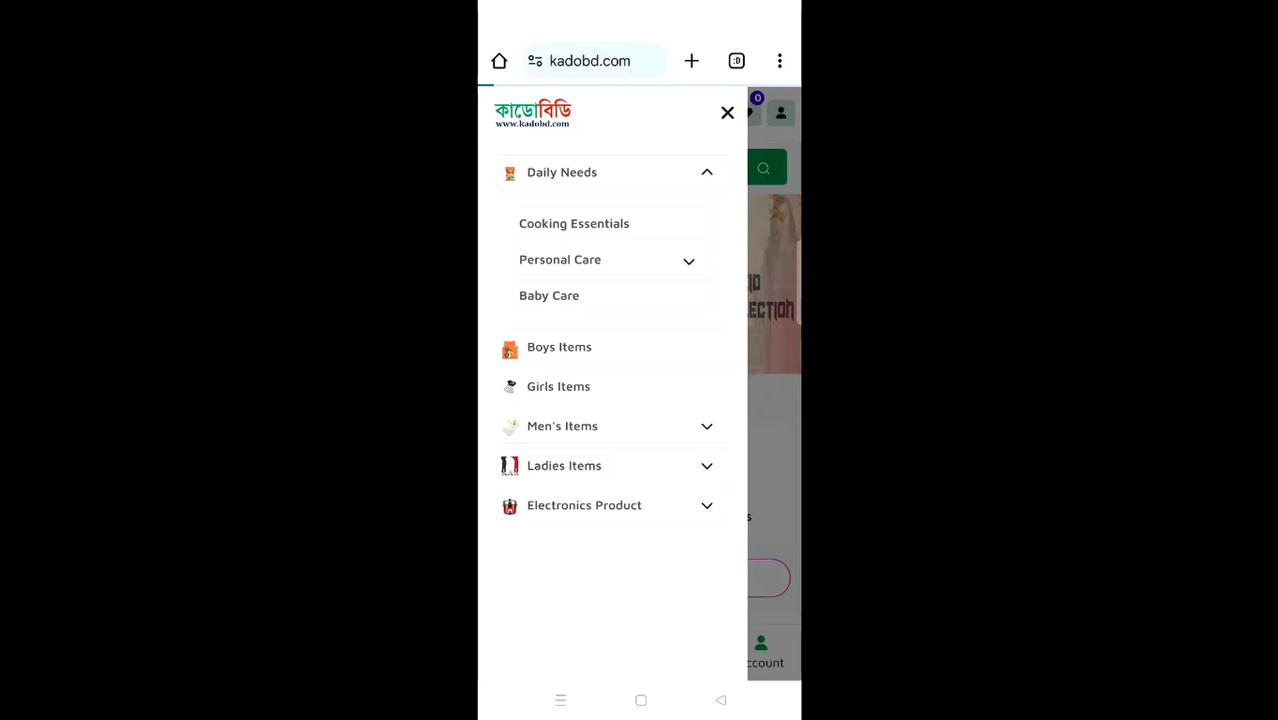 kadobd.com
:D
কাডোবিডি
www.kadobd.com
0
Daily Needs
Cooking Essentials
Personal Care
Baby Care
Boys Items
Girls Items
Men's Items
Ladies Items
Electronics Product